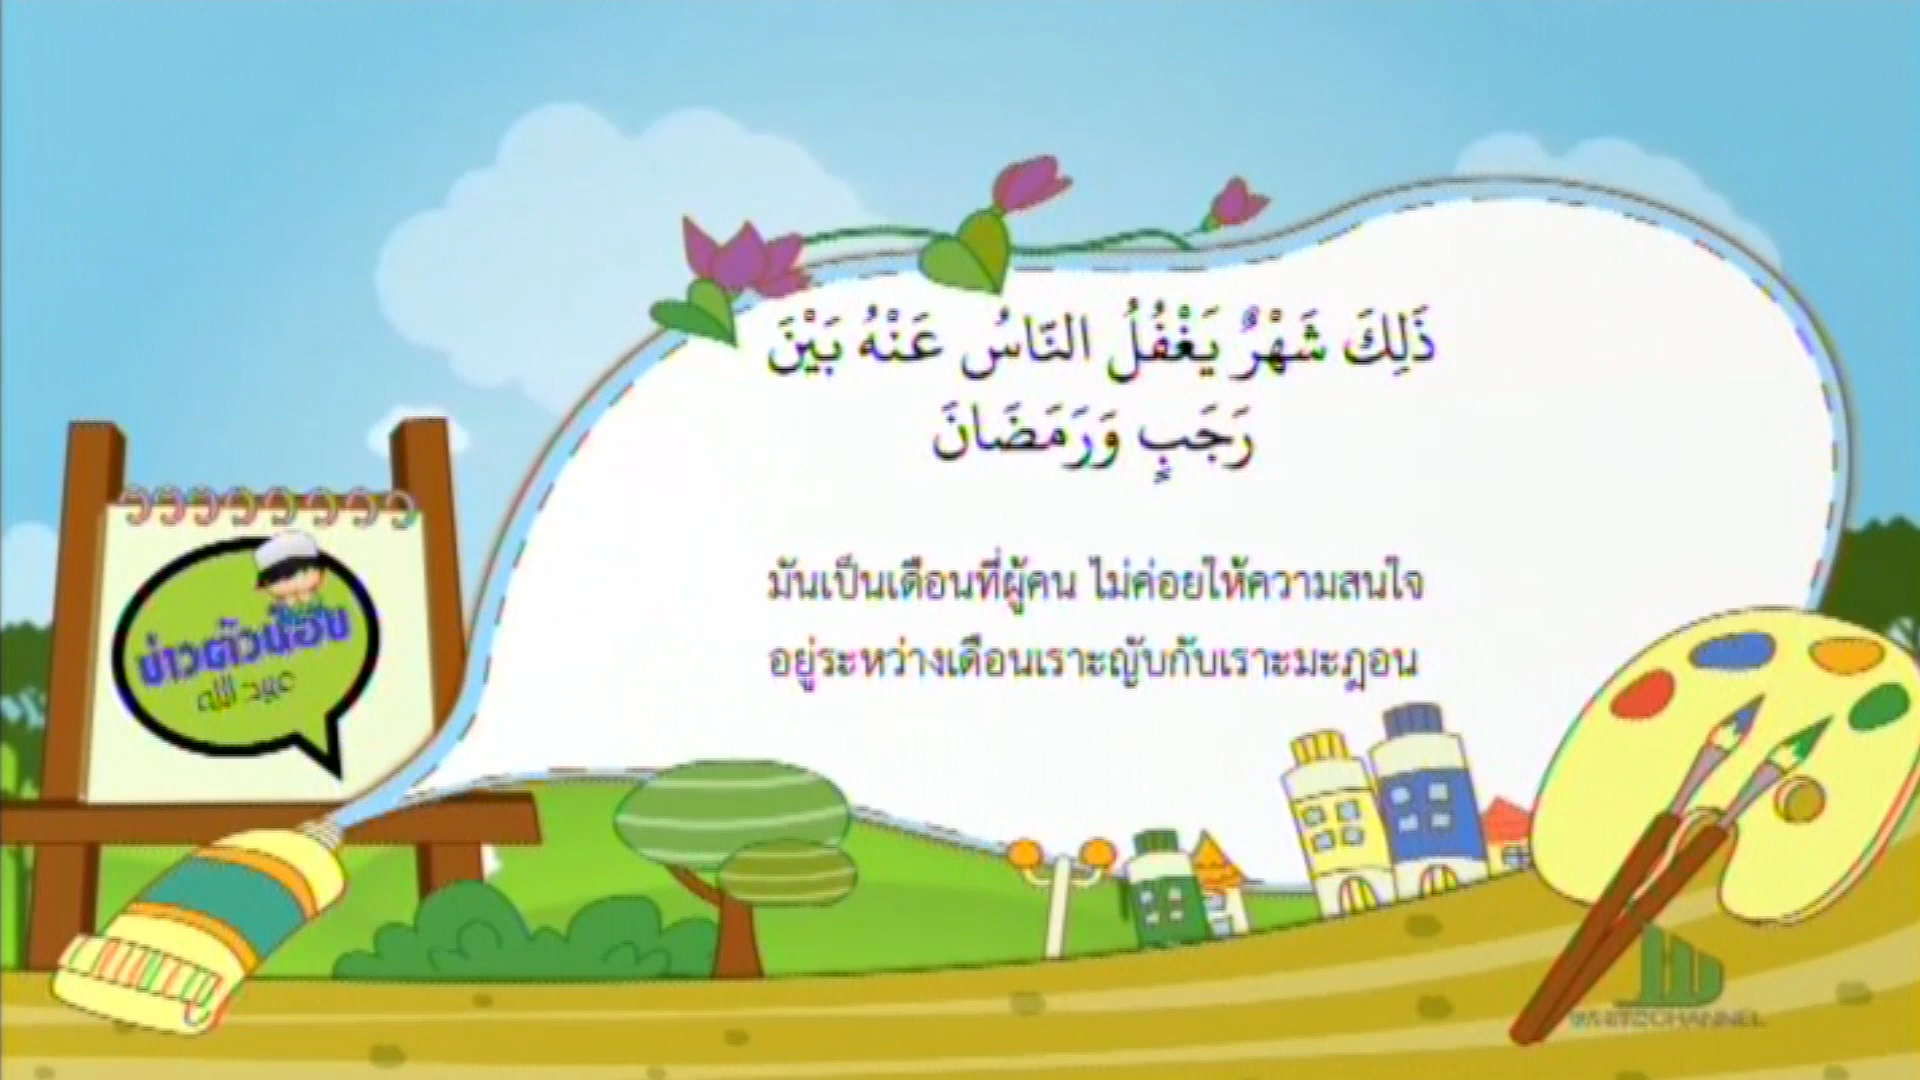 ذَلِكَ شَهْرٌ يَغْفُلُ النَّاسُ عَنْهُ بَيْنَ
رَجَبٍ وَرَمَضَانَ
มันเป็นเดือนที่ผู้คน ไม่ค่อยให้ความสนใจ
อยู่ระหว่างเดือนเราะญับกับเราะมะฎอน
ข่าวตัวน้อย
عبد الله
WHITECHANNEL